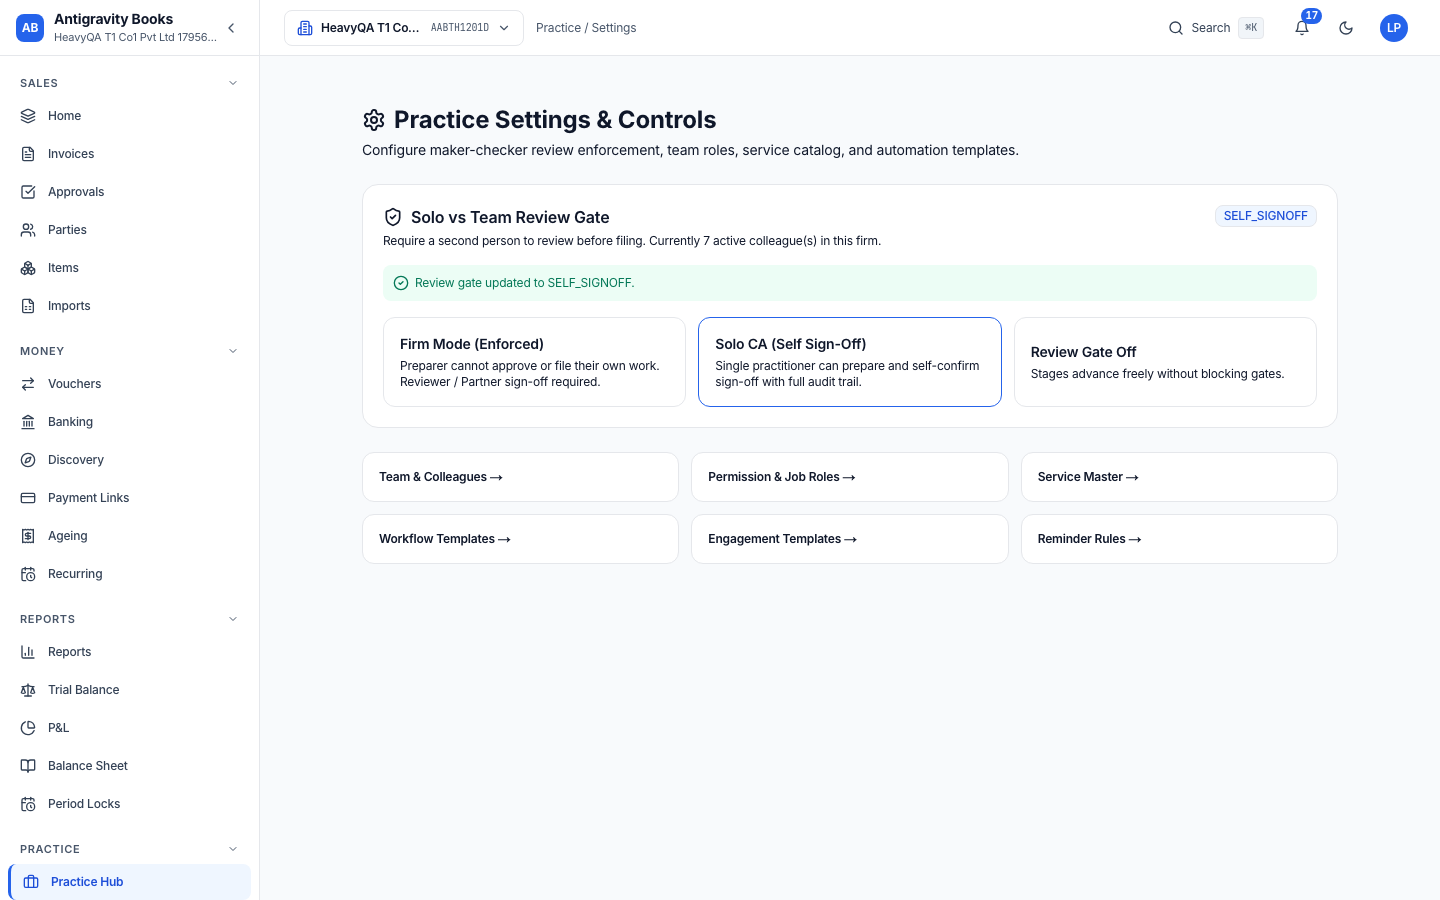 AB
Antigravity Books
HeavyQA T1 Co1 Pvt Ltd 17956...
HeavyQA T1 Co...
AABTH1201D
Practice / Settings
Search
⌘K
17
LP
SALES
Home
Invoices
Approvals
Parties
Items
Imports
MONEY
Vouchers
Banking
Discovery
Payment Links
Ageing
Recurring
REPORTS
Reports
Trial Balance
P&L
Balance Sheet
Period Locks
PRACTICE
Practice Hub
Practice Settings & Controls
Configure maker-checker review enforcement, team roles, service catalog, and automation templates.
Solo vs Team Review Gate
SELF_SIGNOFF
Require a second person to review before filing. Currently 7 active colleague(s) in this firm.
Review gate updated to SELF_SIGNOFF.
Firm Mode (Enforced)
Preparer cannot approve or file their own work.
Reviewer / Partner sign-off required.
Solo CA (Self Sign-Off)
Single practitioner can prepare and self-confirm
sign-off with full audit trail.
Review Gate Off
Stages advance freely without blocking gates.
Team & Colleagues →
Permission & Job Roles →
Service Master →
Workflow Templates →
Engagement Templates →
Reminder Rules →